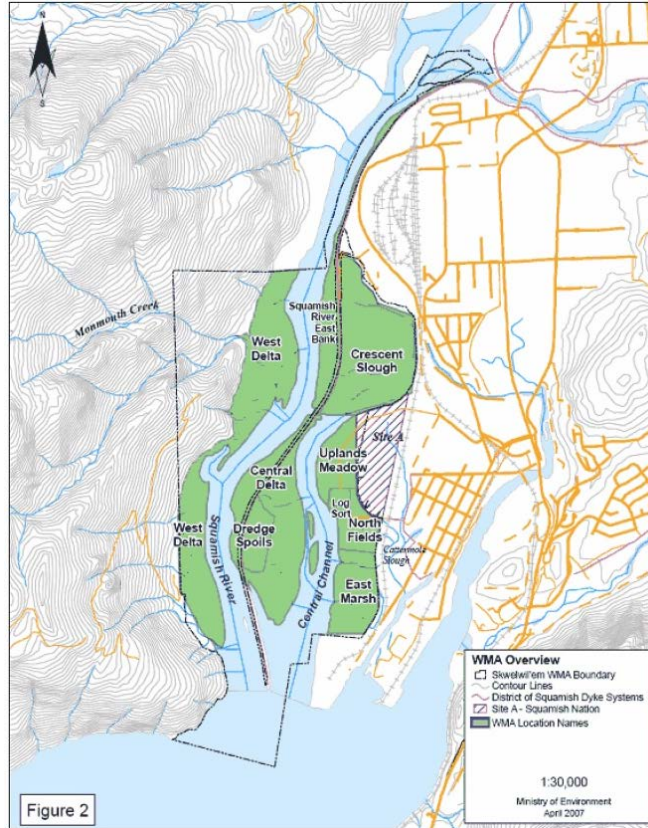 N
S
Monmouth Creek
West
Delta
Squamish
River
East
Bank
Crescent
Slough
Site A
Uplands
Meadow
Central
Delta
Log
Sort
West
Delta
Dredge
Spoils
North
Fields
Squamish River
Central Channel
Cattermole
Slough
East
Marsh
WMA Overview
Skwelwil'em WMA Boundary
Contour Lines
District of Squamish Dyke Systems
Site A - Squamish Nation
WMA Location Names
1:30,000
Ministry of Environment
April 2007
Figure 2